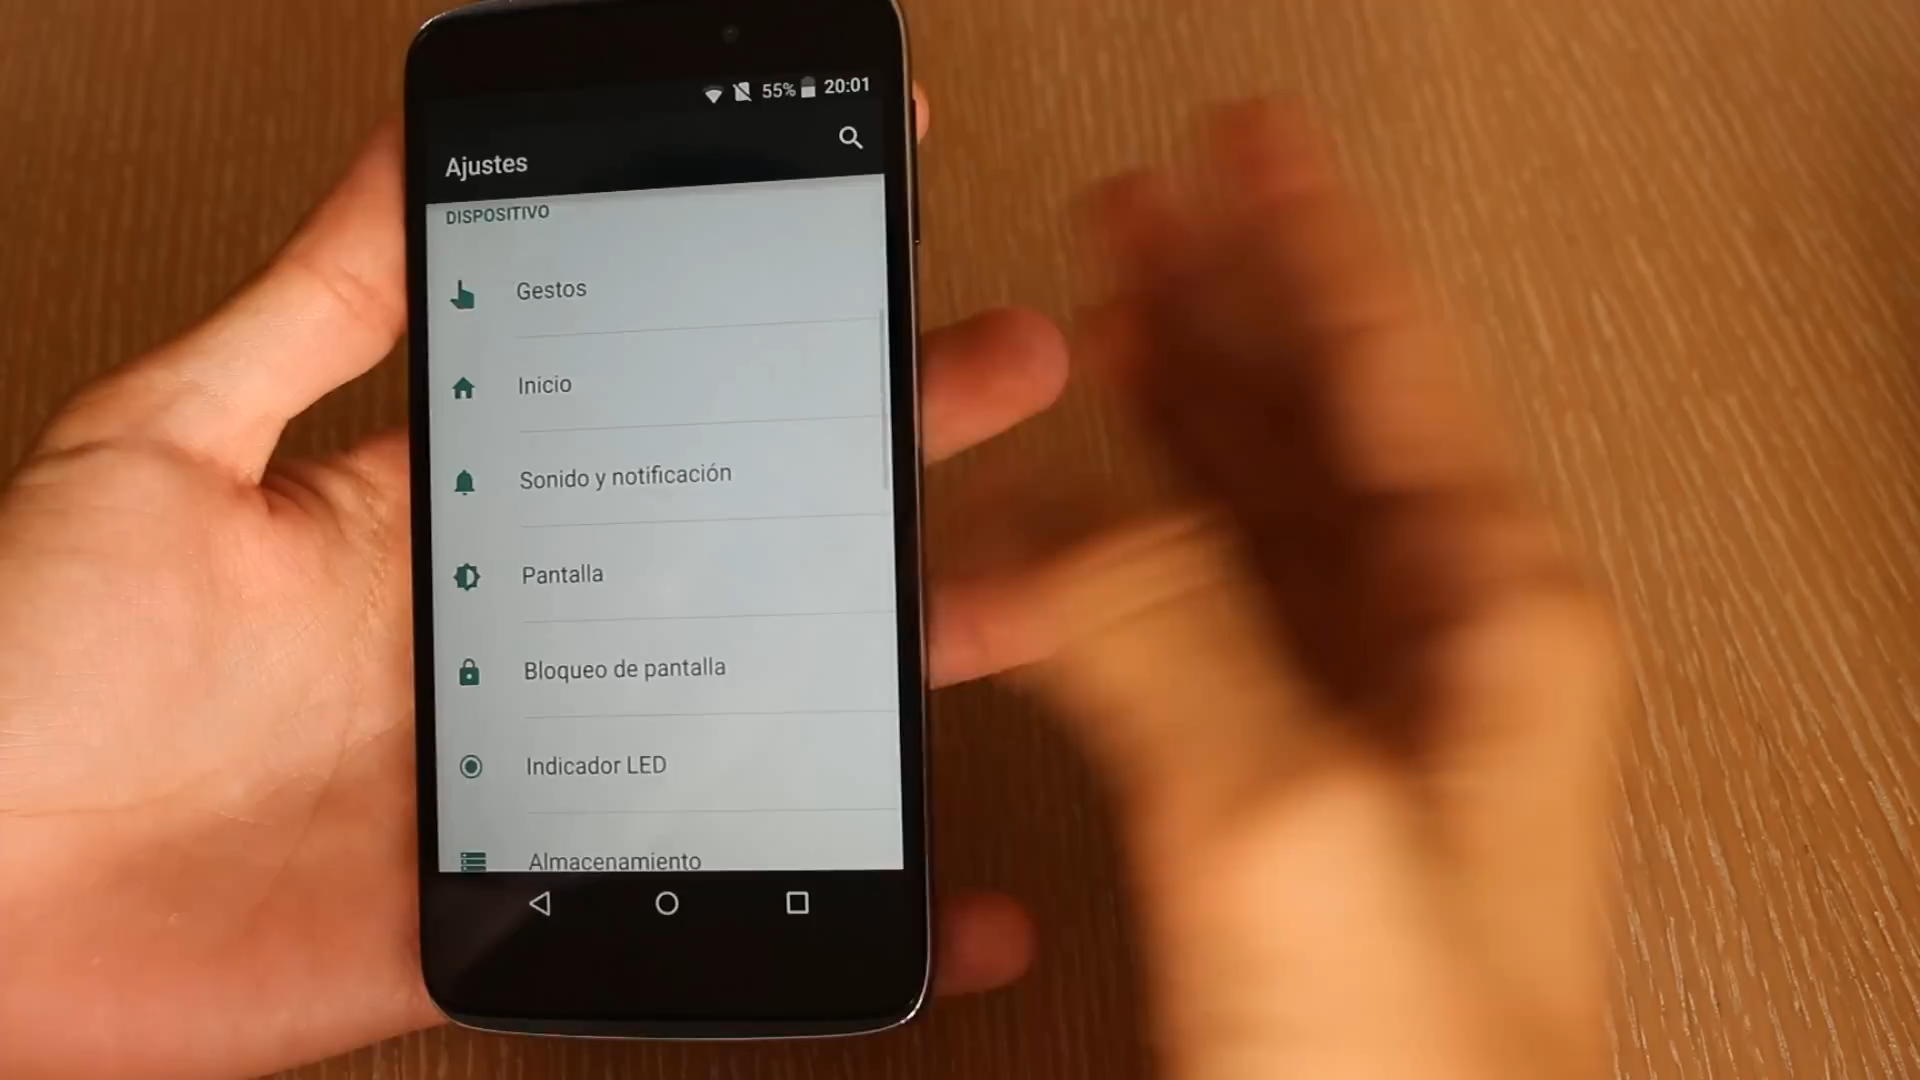 55% 20:01
Ajustes
DISPOSITIVO
Gestos
Inicio
Sonido y notificación
Pantalla
Bloqueo de pantalla
Indicador LED
Almacenamiento